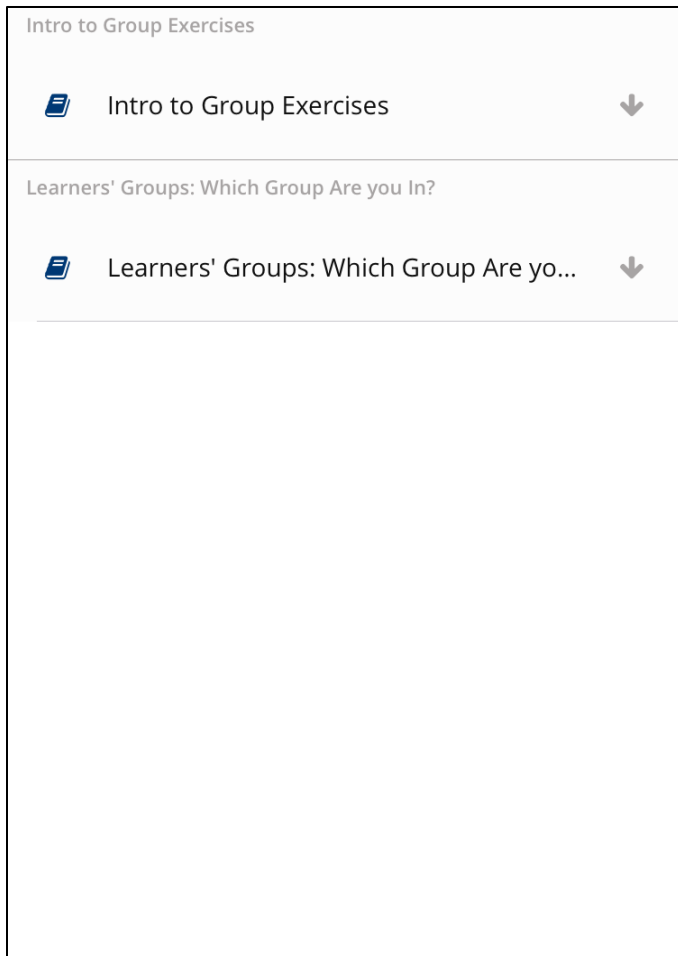 Intro to Group Exercises
Intro to Group Exercises
Learners' Groups: Which Group Are you In?
Learners' Groups: Which Group Are yo...